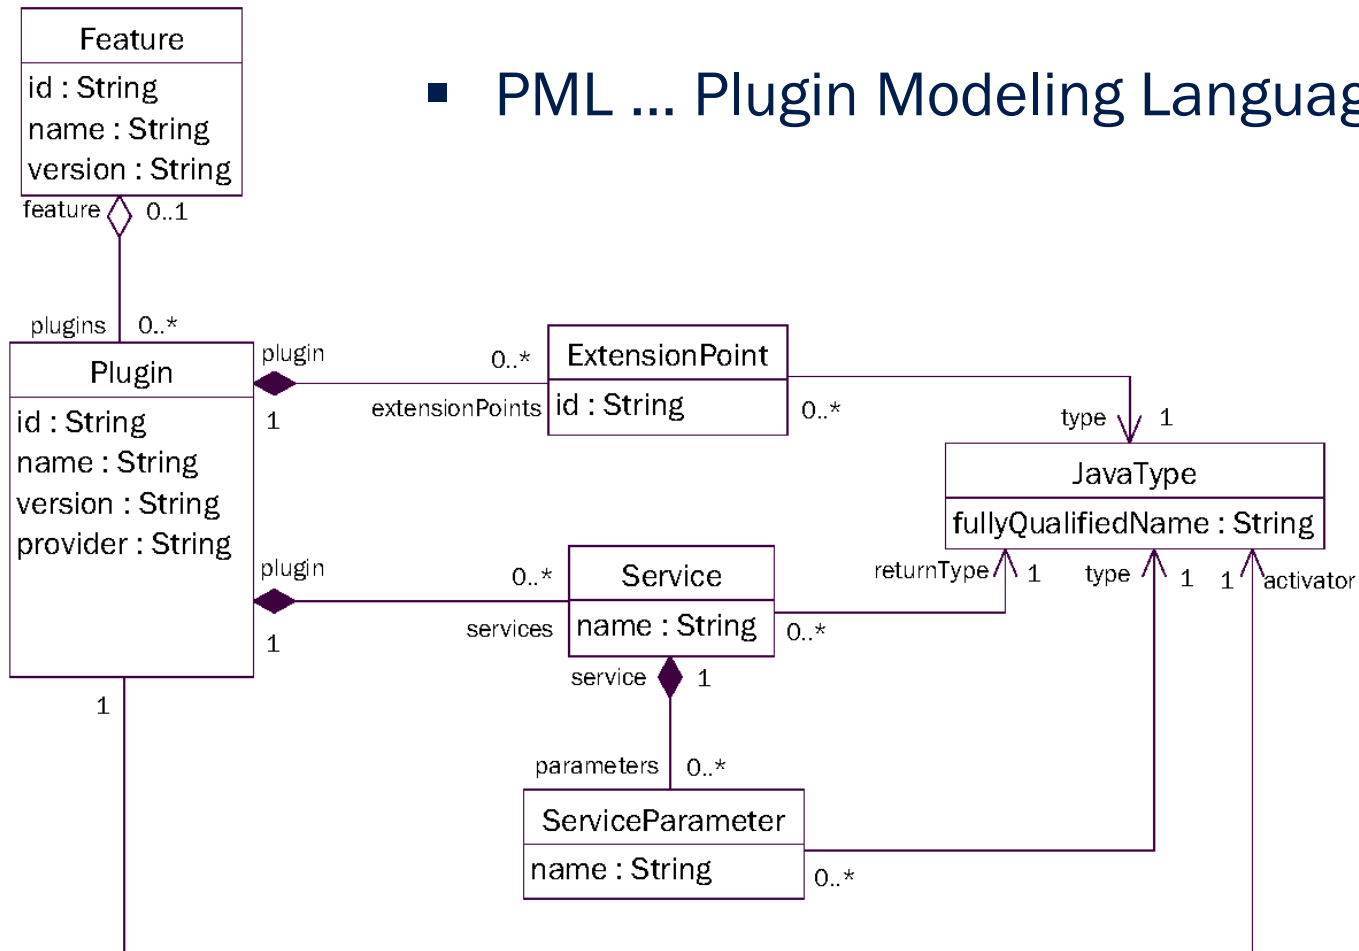 Feature
id : String
name : String
version : String
▪ PML ... Plugin Modeling Languag
feature 0..1
plugins 0..*
Plugin
id : String
name : String
version : String
provider : String
plugin
1
0..*
extensionPoints
ExtensionPoint
id : String
0..*
type 1
JavaType
fullyQualifiedName : String
plugin
1
0..*
services
Service
name : String
0..*
returnType 1
type 1
1 activator
service 1
parameters 0..*
ServiceParameter
name : String
0..*
1